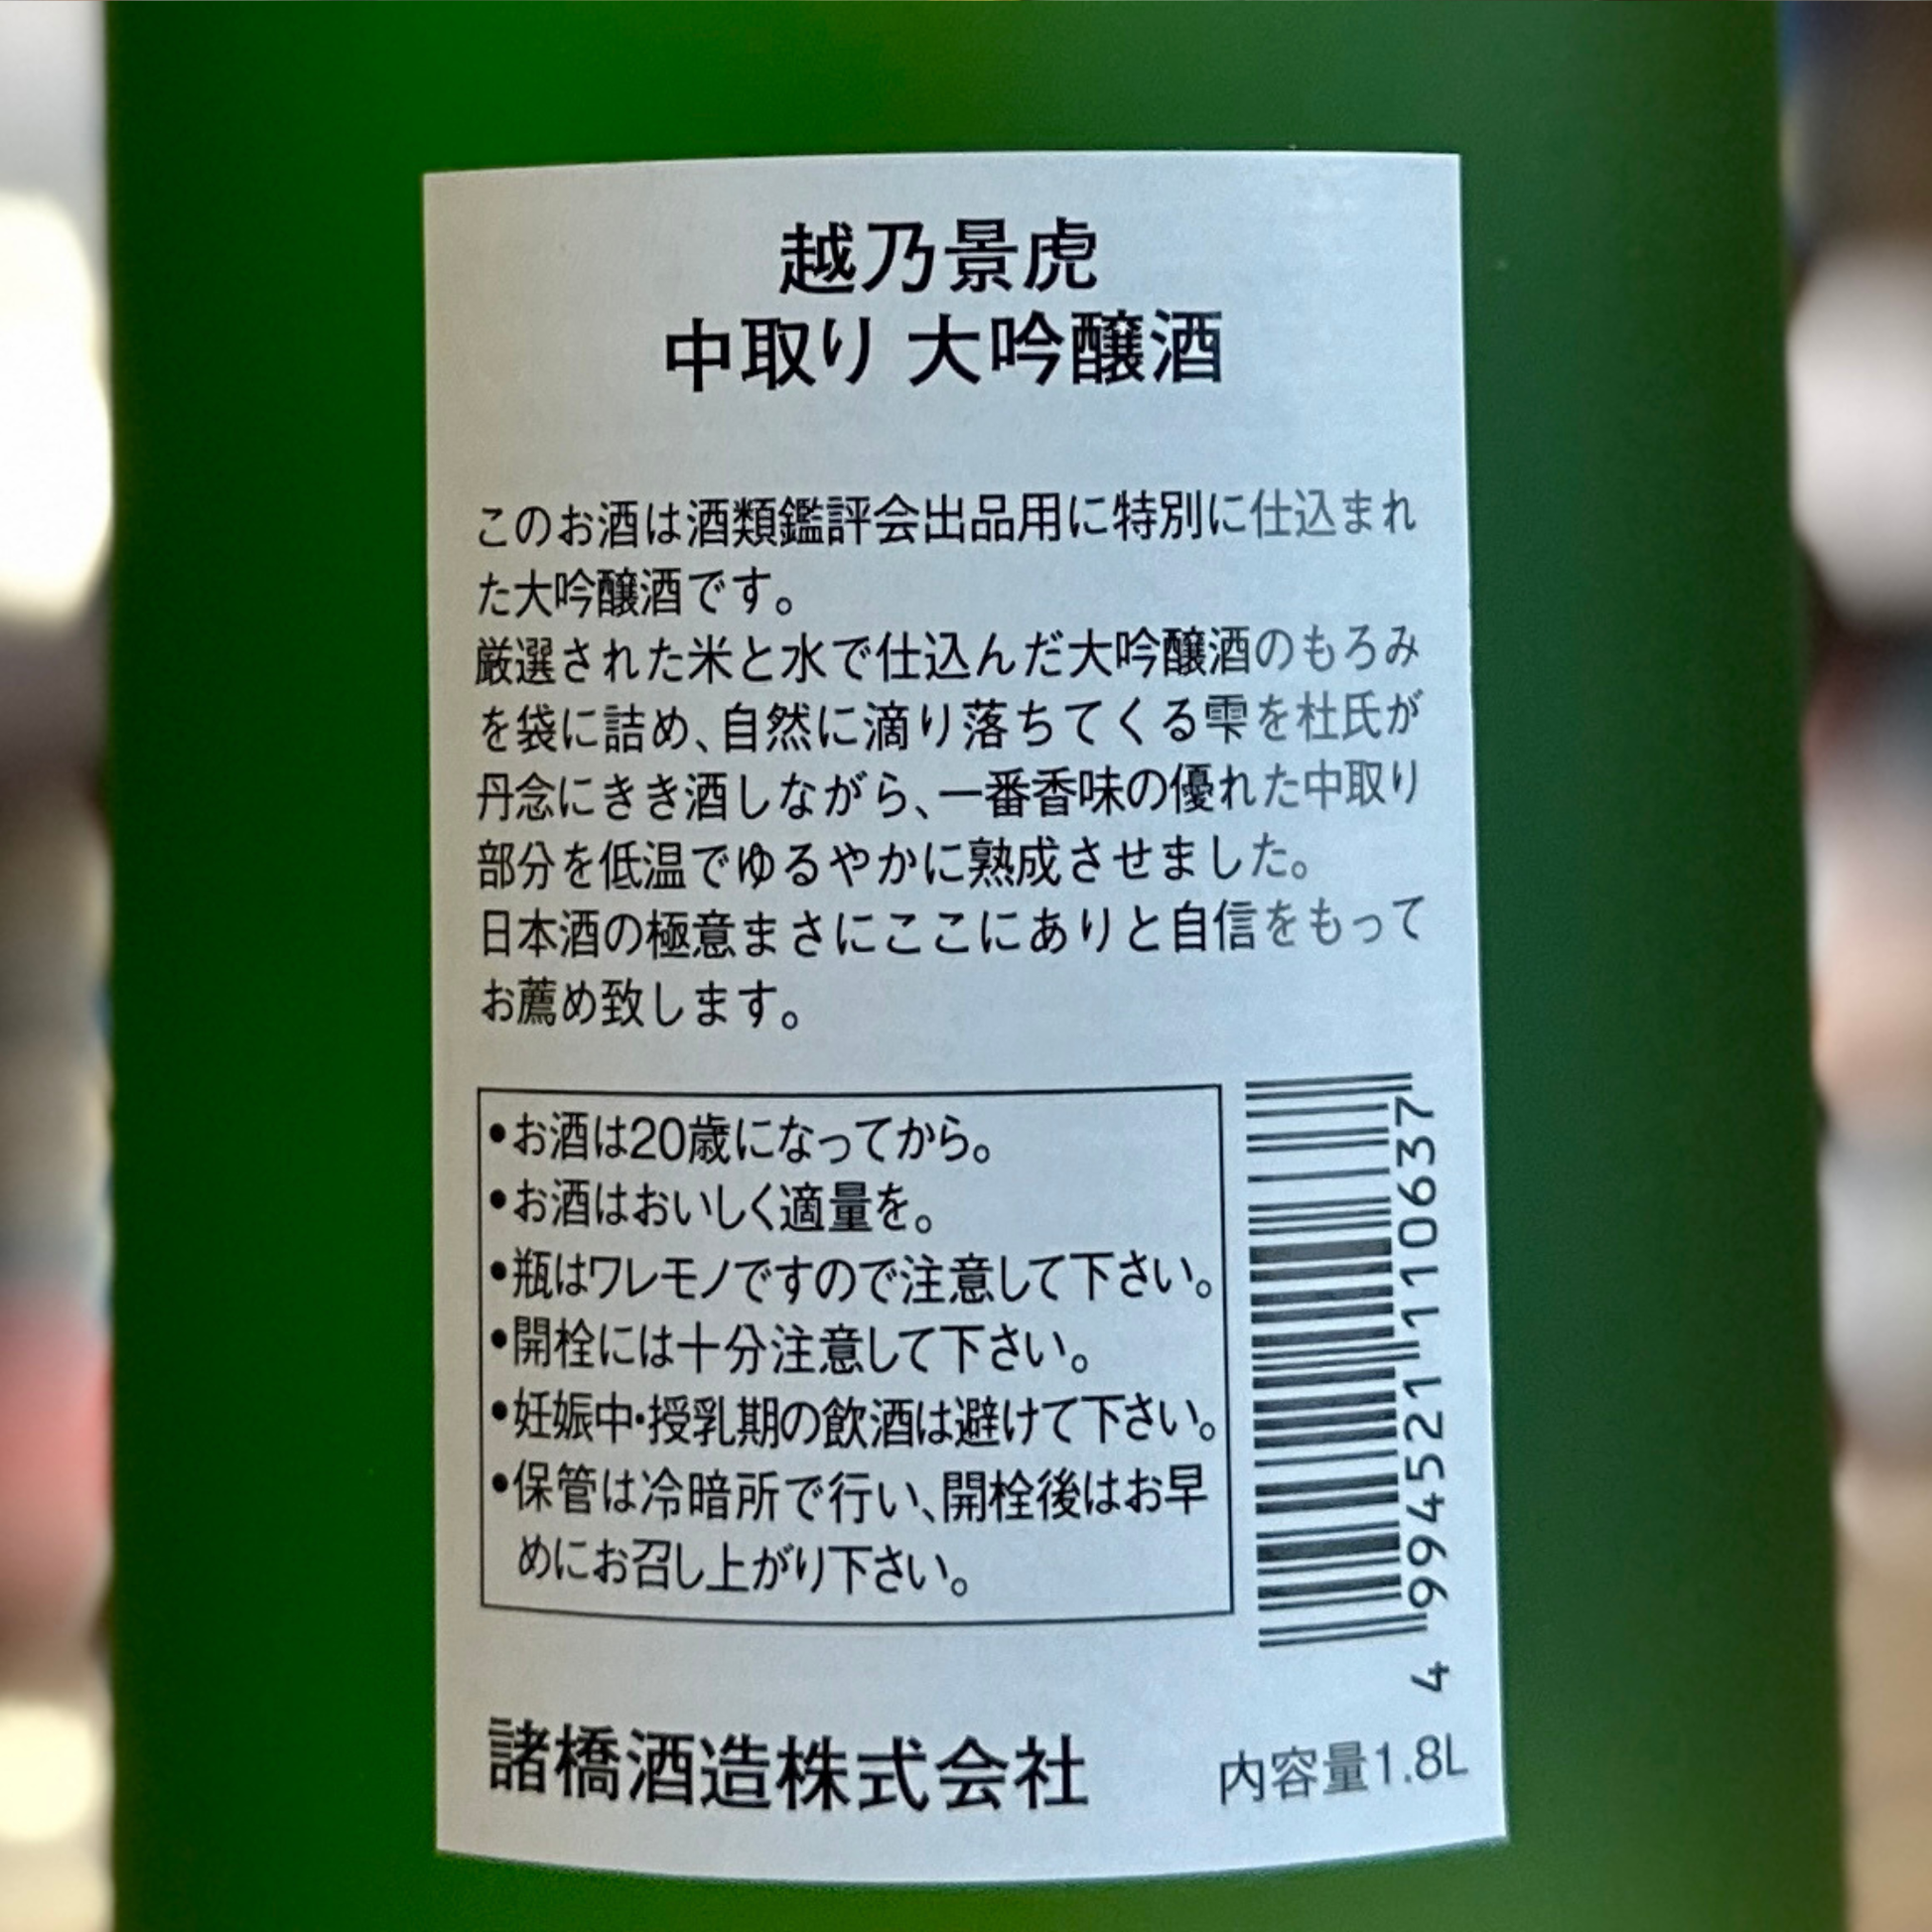 越乃景虎
中取り 大吟醸酒
このお酒は酒類鑑評会出品用に特別に仕込まれ
た大吟醸酒です。
厳選された米と水で仕込んだ大吟醸酒のもろみ
を袋に詰め、自然に滴り落ちてくる雫を杜氏が
丹念にきき酒しながら、一番香味の優れた中取り
部分を低温でゆるやかに熟成させました。
日本酒の極意まさにここにありと自信をもって
お薦め致します。
•お酒は20歳になってから。
•お酒はおいしく適量を。
•瓶はワレモノですので注意して下さい。
•開栓には十分注意して下さい。
•妊娠中・授乳期の飲酒は避けて下さい。
•保管は冷暗所で行い、開栓後はお早
めにお召し上がり下さい。
4 994521 110637
諸橋酒造株式会社
内容量1.8L